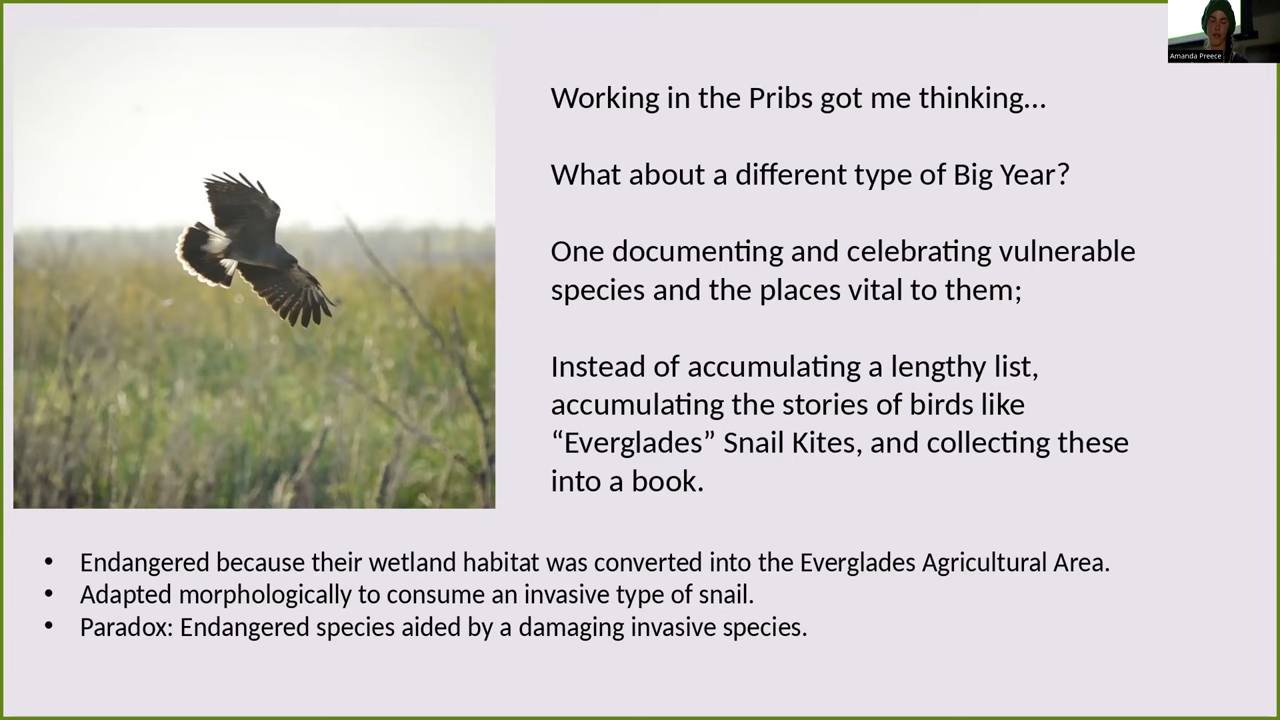 Amanda Preece
Working in the Pribs got me thinking…
What about a different type of Big Year?
One documenting and celebrating vulnerable
species and the places vital to them;
Instead of accumulating a lengthy list,
accumulating the stories of birds like
“Everglades” Snail Kites, and collecting these
into a book.
• Endangered because their wetland habitat was converted into the Everglades Agricultural Area.
• Adapted morphologically to consume an invasive type of snail.
• Paradox: Endangered species aided by a damaging invasive species.